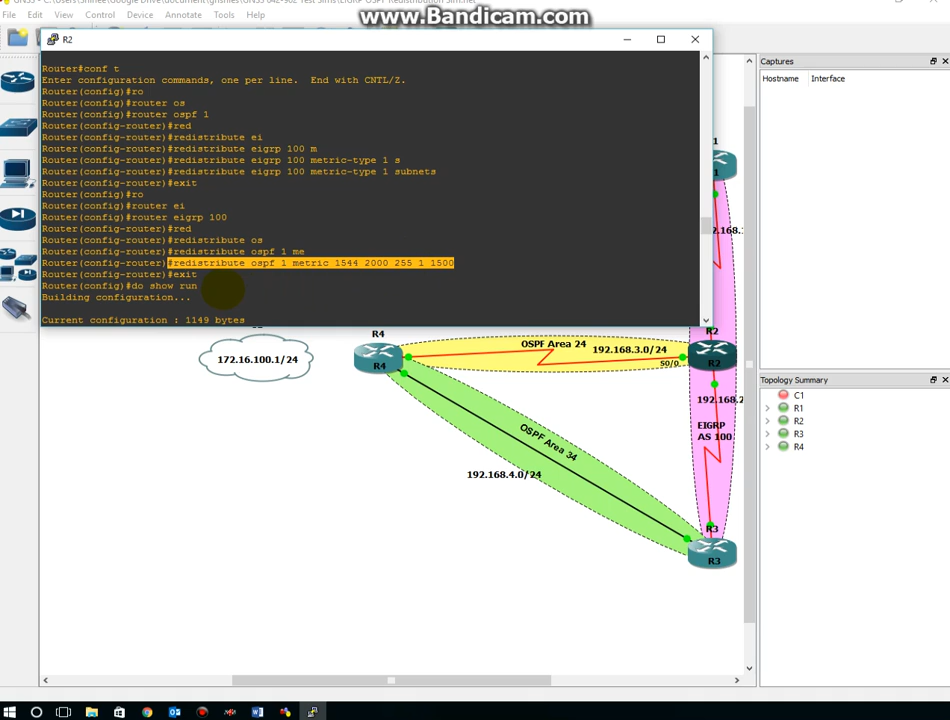 www.Bandicam.com
Edit View Control Device Annotate Tools Help
R2
Router#conf t
Enter configuration commands, one per line. End with CNTL/Z.
Router(config)#ro
Router(config)#router os
Router(config)#router ospf 1
Router(config-router)#red
Router(config-router)#redistribute ei
Router(config-router)#redistribute eigrp 100 m
Router(config-router)#redistribute eigrp 100 metric-type 1 s
Router(config-router)#redistribute eigrp 100 metric-type 1 subnets
Router(config-router)#exit
Router(config)#ro
Router(config)#router ei
Router(config)#router eigrp 100
Router(config-router)#red
Router(config-router)#redistribute os
Router(config-router)#redistribute ospf 1 me
Router(config-router)#redistribute ospf 1 metric 1544 2000 255 1 1500
Router(config-router)#exit
Router(config)#do show run
Building configuration...
Current configuration : 1149 bytes
Captures
Hostname Interface
172.16.100.1/24
R4
R4
OSPF Area 24
192.168.3.0/24
S0/0
R2
R2
EIGRP
AS 100
OSPF Area 34
192.168.4.0/24
R3
R3
Topology Summary
C1
R1
R2
R3
R4